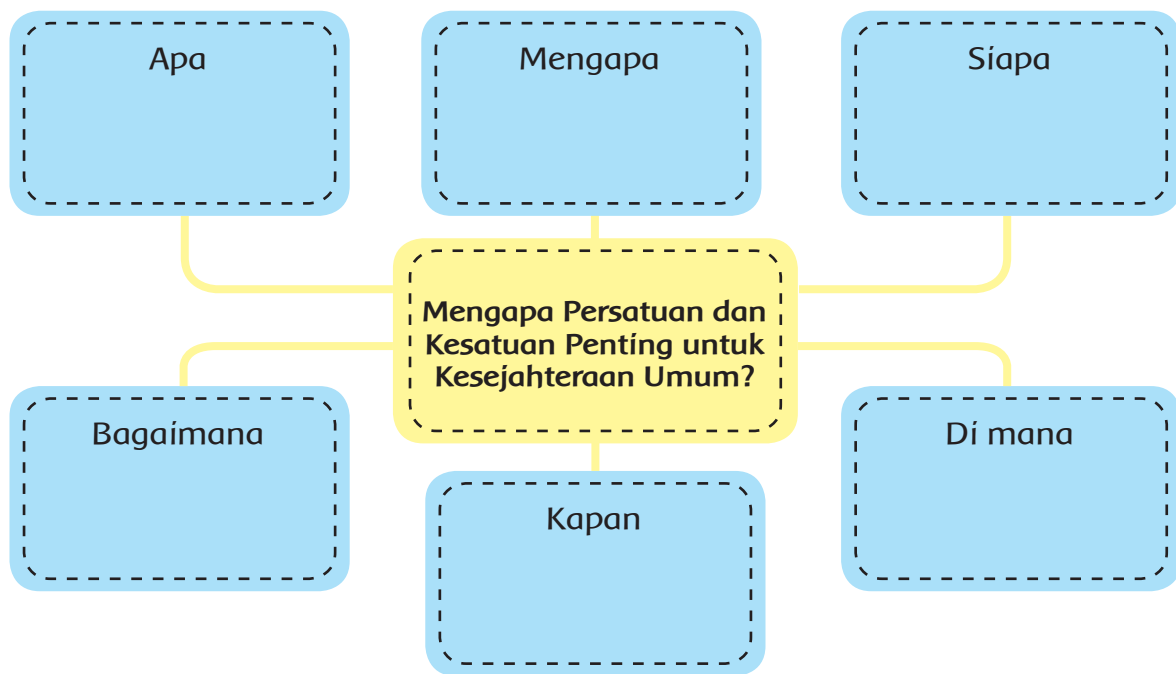 Apa
Mengapa
Siapa
Mengapa Persatuan dan
Kesatuan Penting untuk
Kesejahteraan Umum?
Bagaimana
Di mana
Kapan